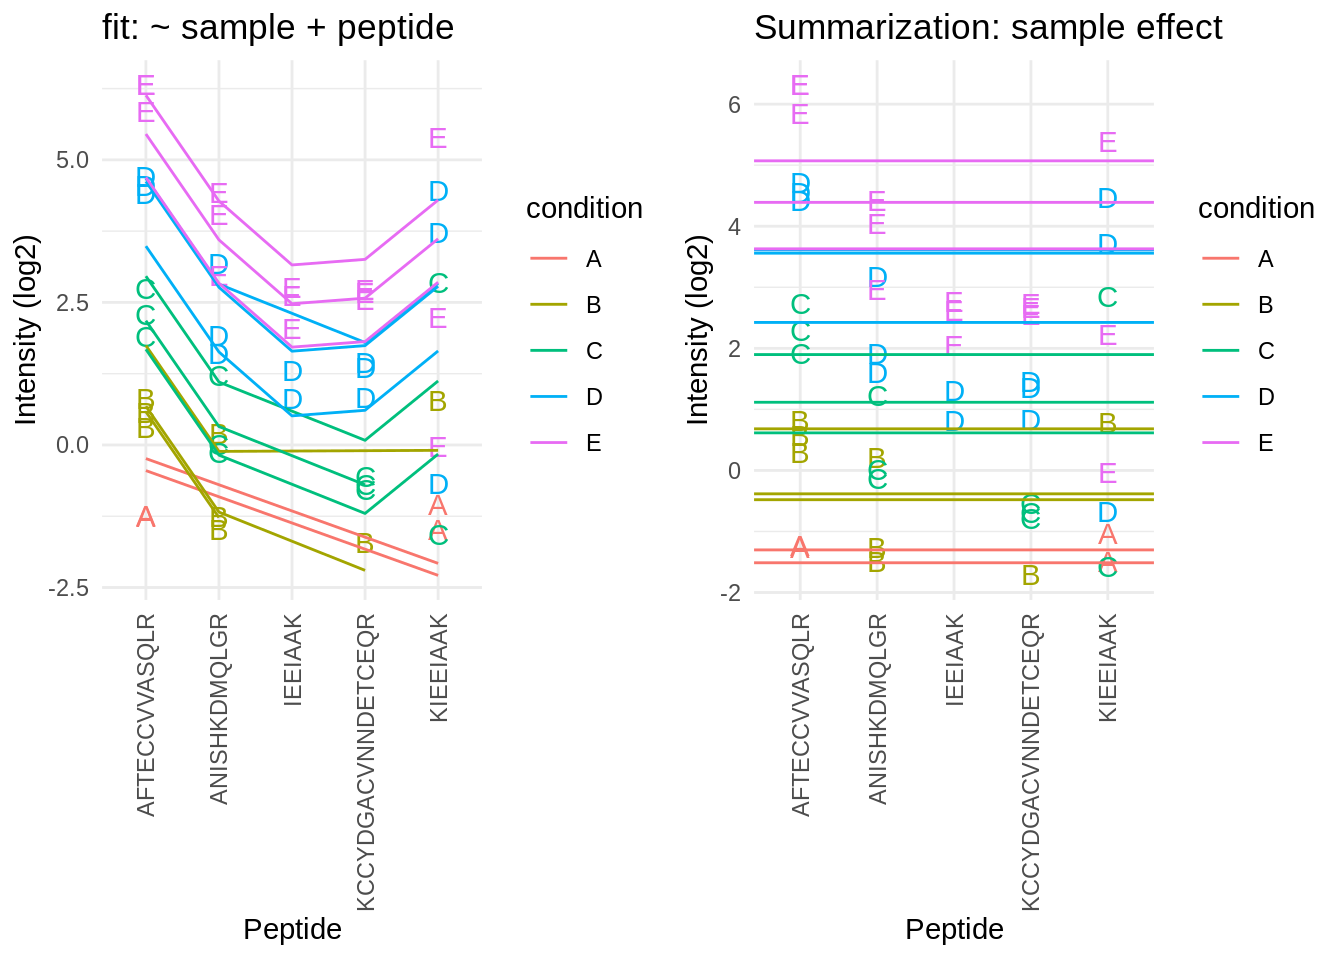 fit: ~ sample + peptide
Intensity (log2)
5.0
2.5
0.0
-2.5
E
E
E
E
E
E
E
E
E
E
E
E
E
E
D
D
D
D
D
D
D
D
D
D
D
D
D
D
C
C
C
C
C
C
C
C
C
C
C
B
B
B
B
B
B
B
B
B
A
A
A
AFTECCVVASQLR
ANISHKDMQLGR
IEEIAAK
KCCYDGACVNNDETCEQR
KIEEIAAK
Peptide
condition
A
B
C
D
E
Summarization: sample effect
Intensity (log2)
6
4
2
0
-2
AFTECCVVASQLR
ANISHKDMQLGR
IEEIAAK
KCCYDGACVNNDETCEQR
KIEEIAAK
Peptide
condition
A
B
C
D
E